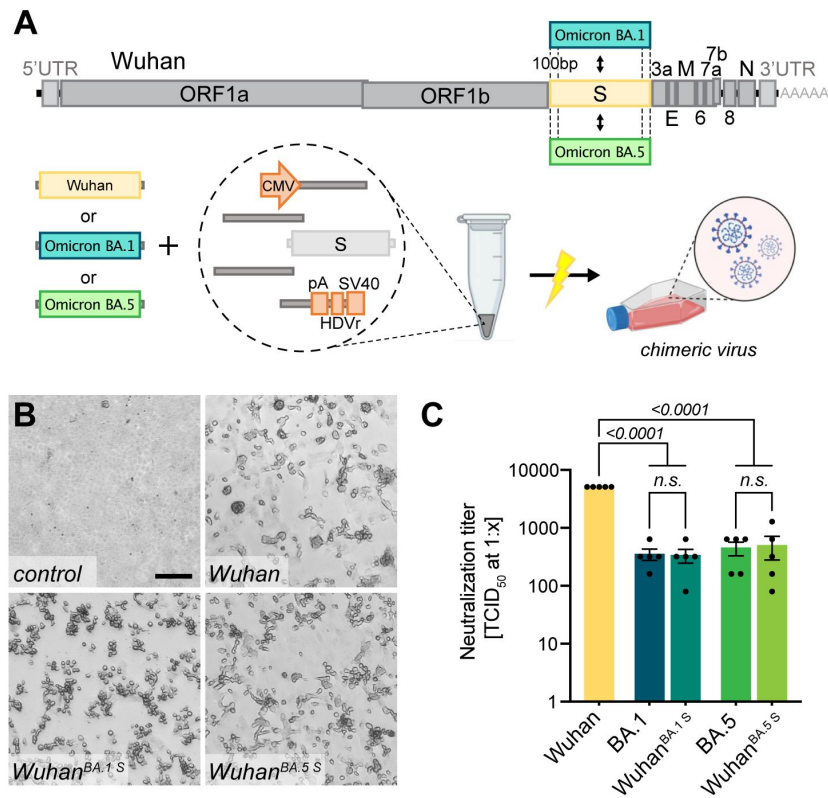 A
Omicron BA.1
Wuhan
5'UTR
100bp
3a M 7a 7b N 3'UTR
ORF1a
ORF1b
S
AAAAA
E 6 8
Omicron BA.5
Wuhan
or
Omicron BA.1
or
Omicron BA.5
+
CMV
S
pA SV40
HDVr
chimeric virus
B
control
Wuhan
Wuhan^BA.1 S
Wuhan^BA.5 S
C
<0.0001
<0.0001
n.s.
n.s.
Neutralization titer
[TCID50 at 1:x]
10000
1000
100
10
1
Wuhan
BA.1
Wuhan^BA.1 S
BA.5
Wuhan^BA.5 S